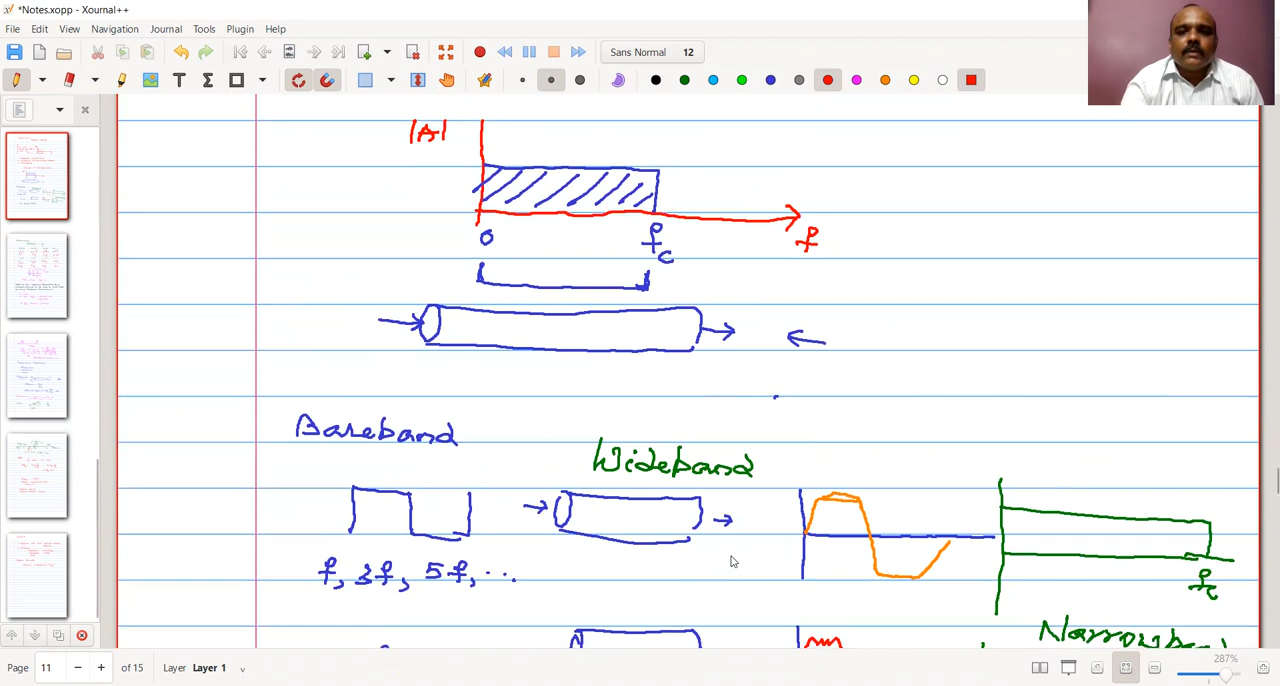 *Notes.xopp - Xournal++
File Edit View Navigation Journal Tools Plugin Help
Sans Normal 12
|A|
0
fc
f
Baseband
Wideband
f, 3f, 5f, ...
fc
Narrowband
Page 11 of 15 Layer Layer 1
287%